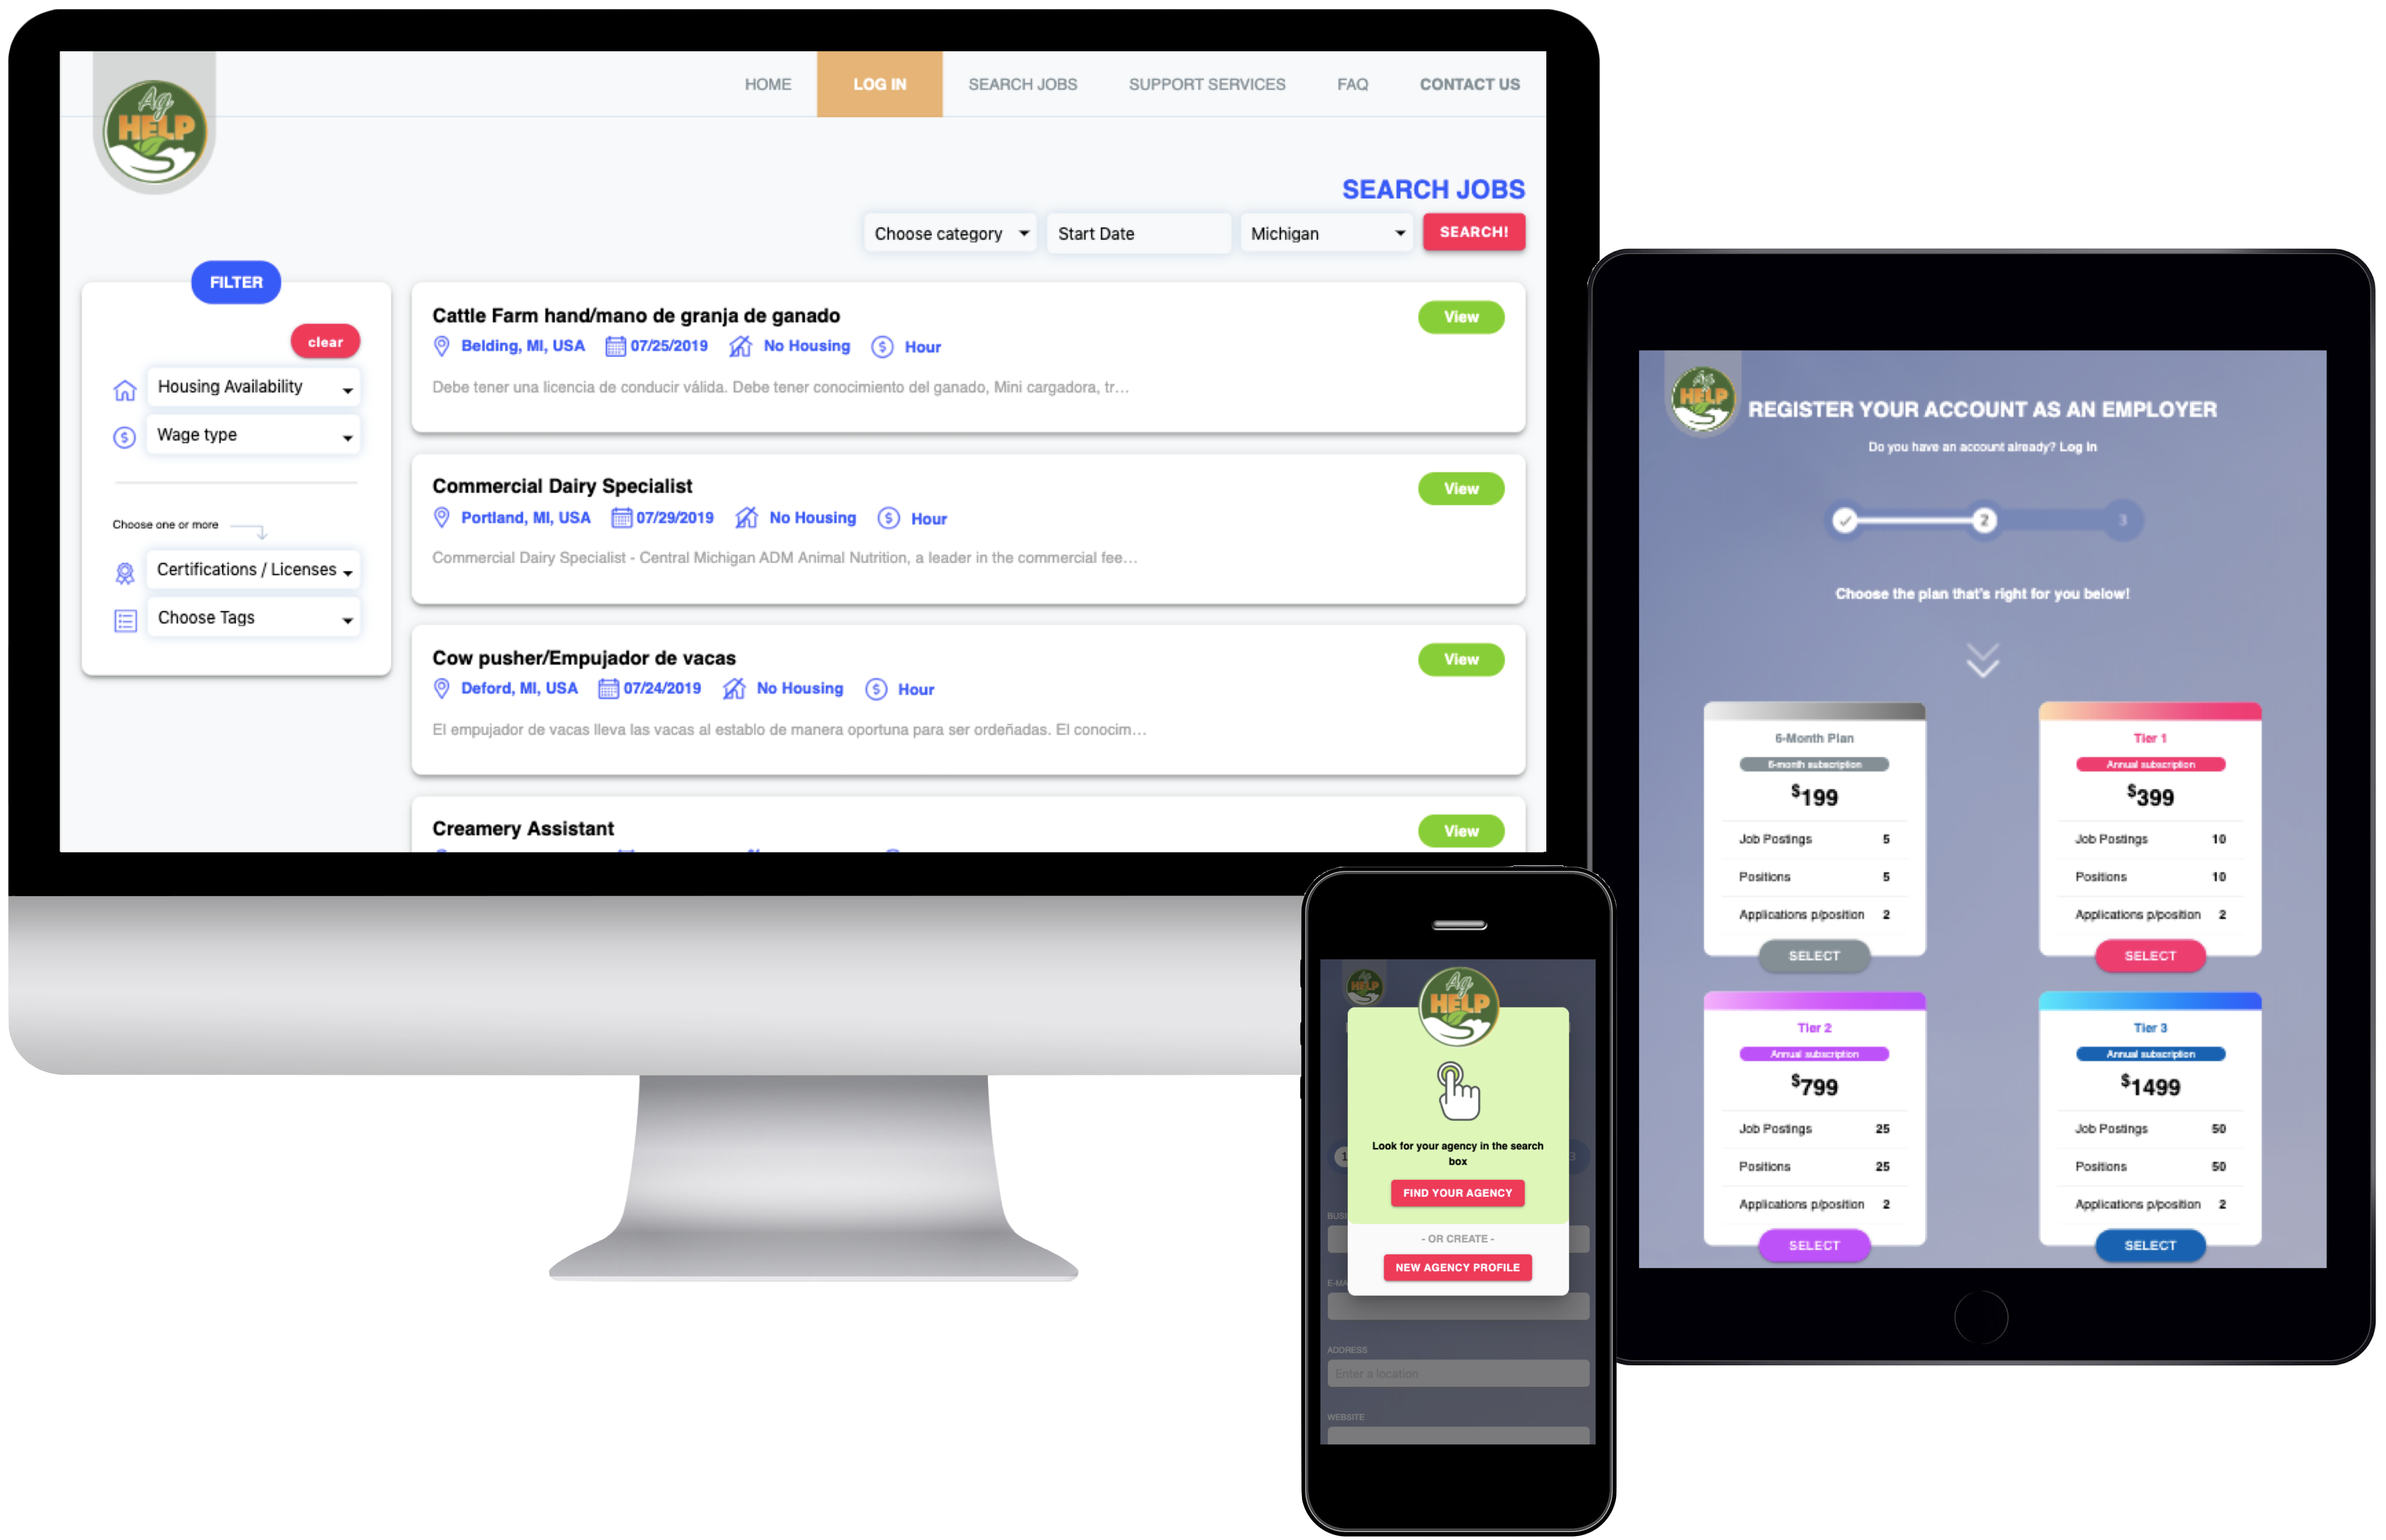 Ag
HELP
HOME LOG IN SEARCH JOBS SUPPORT SERVICES FAQ CONTACT US
SEARCH JOBS
Choose category Start Date Michigan SEARCH!
FILTER
clear
Housing Availability
$ Wage type
Choose one or more
Certifications / Licenses
Choose Tags
Cattle Farm hand/mano de granja de ganado View
Belding, MI, USA 07/25/2019 No Housing $ Hour
Debe tener una licencia de conducir válida. Debe tener conocimiento del ganado, Mini cargadora, tr...
Commercial Dairy Specialist View
Portland, MI, USA 07/29/2019 No Housing $ Hour
Commercial Dairy Specialist - Central Michigan ADM Animal Nutrition, a leader in the commercial fee...
Cow pusher/Empujador de vacas View
Deford, MI, USA 07/24/2019 No Housing $ Hour
El empujador de vacas lleva las vacas al establo de manera oportuna para ser ordeñadas. El conocim...
Creamery Assistant View
Ag
HELP
REGISTER YOUR ACCOUNT AS AN EMPLOYER
Do you have an account already? Log In
2 3
Choose the plan that's right for you below!
6-Month Plan
6-month subscription
$199
Job Postings 5
Positions 5
Applications p/position 2
SELECT
Tier 1
Annual subscription
$399
Job Postings 10
Positions 10
Applications p/position 2
SELECT
Tier 2
Annual subscription
$799
Job Postings 25
Positions 25
Applications p/position 2
SELECT
Tier 3
Annual subscription
$1499
Job Postings 50
Positions 50
Applications p/position 2
SELECT
HELP
Ag
HELP
Look for your agency in the search
box
FIND YOUR AGENCY
- OR CREATE -
NEW AGENCY PROFILE
1 3
BUSI
E-MA
ADDRESS
Enter a location
WEBSITE